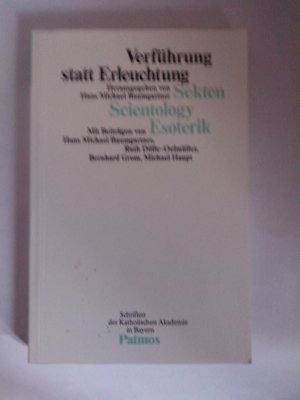 Verführung
statt Erleuchtung
Herausgegeben von
Hans Michael Baumgartner
Sekten
Scientology
Esoterik
Mit Beiträgen von
Hans Michael Baumgartner,
Ruth Dölle-Oelmüller,
Bernhard Grom, Michael Haupt
Schriften
der Katholischen Akademie
in Bayern
Patmos